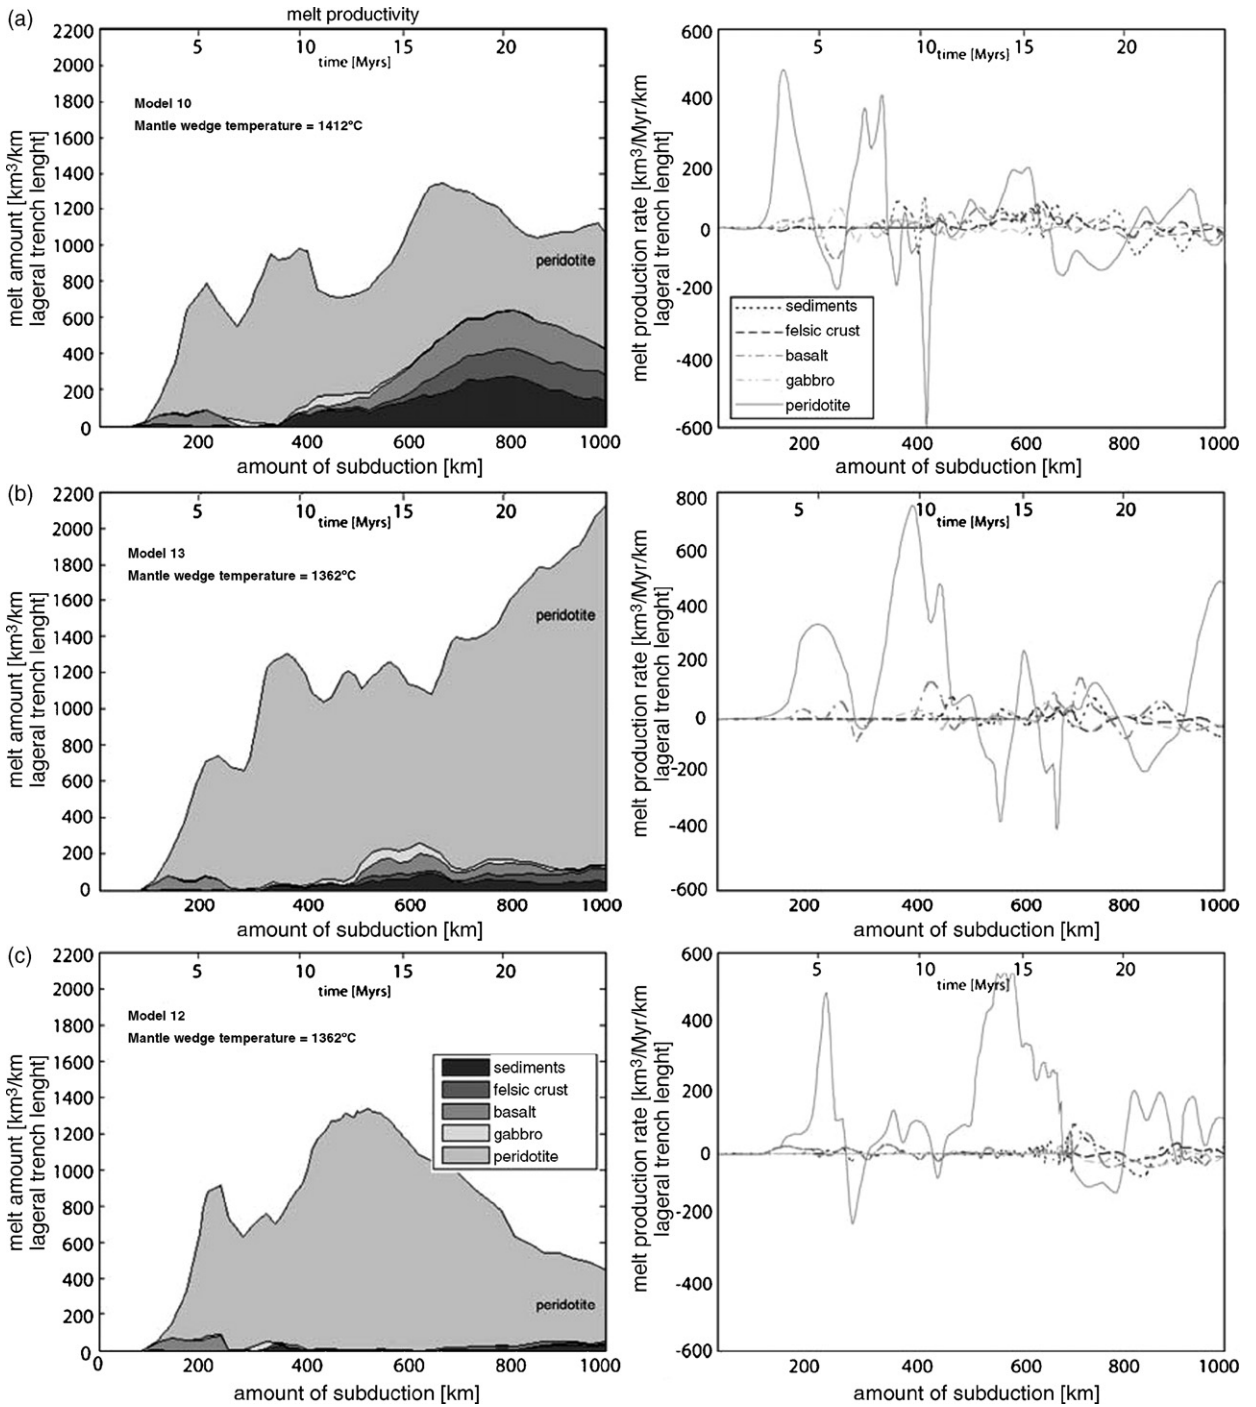 (a)
melt productivity
2200
2000
1800
1600
1400
1200
1000
800
600
400
200
0
5 10 15 20
time [Myrs]
Model 10
Mantle wedge temperature = 1412°C
peridotite
melt amount [km³/km
lageral trench lenght]
200 400 600 800 1000
amount of subduction [km]
600
400
200
0
-200
-400
-600
5 10 15 20
time [Myrs]
melt production rate [km³/Myr/km
lageral trench lenght]
sediments
felsic crust
basalt
gabbro
peridotite
200 400 600 800 1000
amount of subduction [km]
(b)
2200
2000
1800
1600
1400
1200
1000
800
600
400
200
0
5 10 15 20
time [Myrs]
Model 13
Mantle wedge temperature = 1362°C
peridotite
melt amount [km³/km
lageral trench lenght]
200 400 600 800 1000
amount of subduction [km]
800
600
400
200
0
-200
-400
-600
5 10 15 20
time [Myrs]
melt production rate [km³/Myr/km
lageral trench lenght]
200 400 600 800 1000
amount of subduction [km]
(c)
2200
2000
1800
1600
1400
1200
1000
800
600
400
200
0
5 10 15 20
time [Myrs]
Model 12
Mantle wedge temperature = 1362°C
sediments
felsic crust
basalt
gabbro
peridotite
peridotite
melt amount [km³/km
lageral trench lenght]
0 200 400 600 800 1000
amount of subduction [km]
600
400
200
0
-200
-400
-600
5 10 15 20
time [Myrs]
melt production rate [km³/Myr/km
lageral trench lenght]
200 400 600 800 1000
amount of subduction [km]